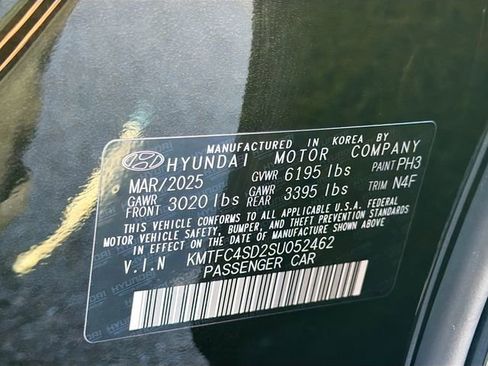 MANUFACTURED IN KOREA BY
HYUNDAI MOTOR COMPANY
MAR/2025 GVWR 6195 lbs PAINT PH3
GAWR FRONT 3020 lbs GAWR REAR 3395 lbs TRIM N4F
THIS VEHICLE CONFORMS TO ALL APPLICABLE U.S.A. FEDERAL
MOTOR VEHICLE SAFETY, BUMPER, AND THEFT PREVENTION STANDARDS
IN EFFECT ON THE DATE OF MANUFACTURE SHOWN ABOVE.
V.I.N KMTFC4SD2SU052462
PASSENGER CAR